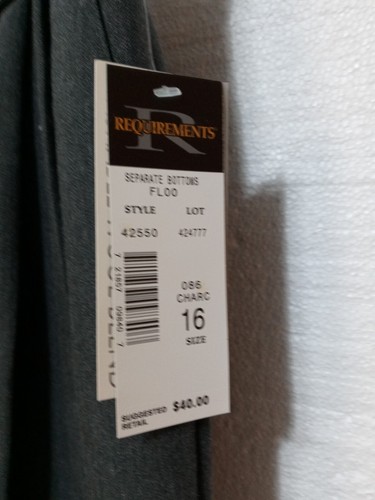 R
REQUIREMENTS
SEPARATE BOTTOMS
FL00
STYLE LOT
42550 424777
086
CHARC
16
SIZE
SUGGESTED
RETAIL $40.00